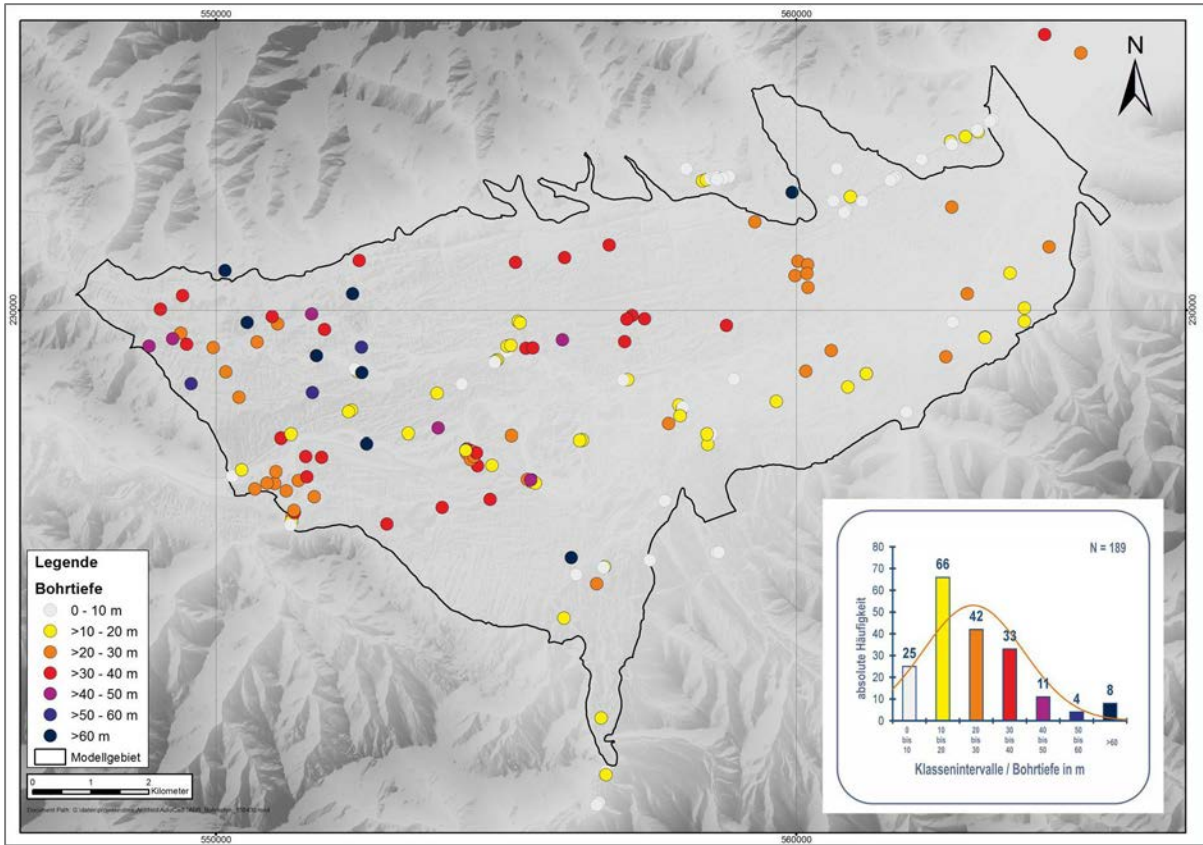 550000
560000
N
230000
230000
Legende
Bohrtiefe
0 - 10 m
>10 - 20 m
>20 - 30 m
>30 - 40 m
>40 - 50 m
>50 - 60 m
>60 m
Modellgebiet
0 1 2
Kilometer
550000
560000
N = 189
absolute Häufigkeit
80
70
60
50
40
30
20
10
0
25
66
42
33
11
4
8
0 bis 10
10 bis 20
20 bis 30
30 bis 40
40 bis 50
50 bis 60
>60
Klassenintervalle / Bohrtiefe in m